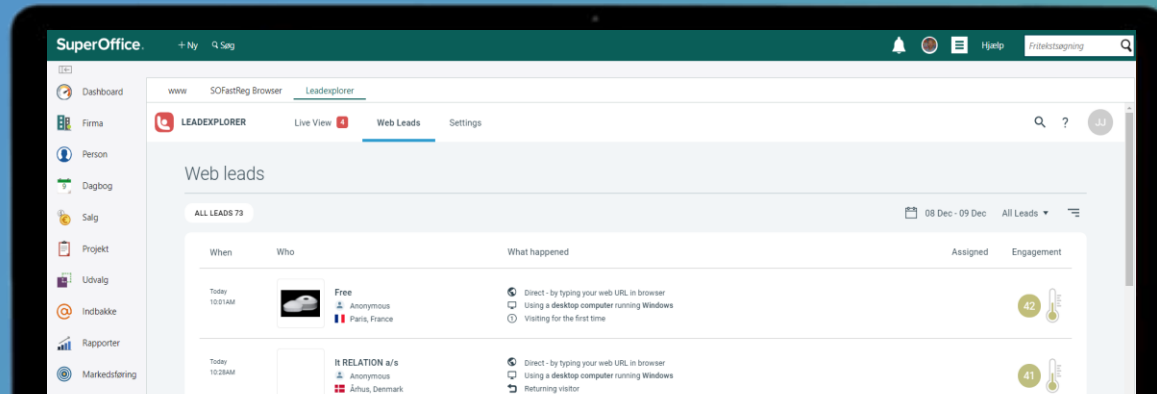 SuperOffice.
+ Ny
Søg
Hjælp
Fritekstsøgning
Dashboard
Firma
Person
9
Dagbog
Salg
Projekt
Udvalg
Indbakke
Rapporter
Markedsføring
www
SOFastReg Browser
Leadexplorer
LEADEXPLORER
Live View 4
Web Leads
Settings
?
JJ
Web leads
ALL LEADS 73
08 Dec - 09 Dec
All Leads
When
Who
What happened
Assigned
Engagement
Today
10:01AM
Free
Anonymous
Paris, France
Direct - by typing your web URL in browser
Using a desktop computer running Windows
1 Visiting for the first time
42
Today
10:28AM
It RELATION a/s
Anonymous
Århus, Denmark
Direct - by typing your web URL in browser
Using a desktop computer running Windows
Returning visitor
41